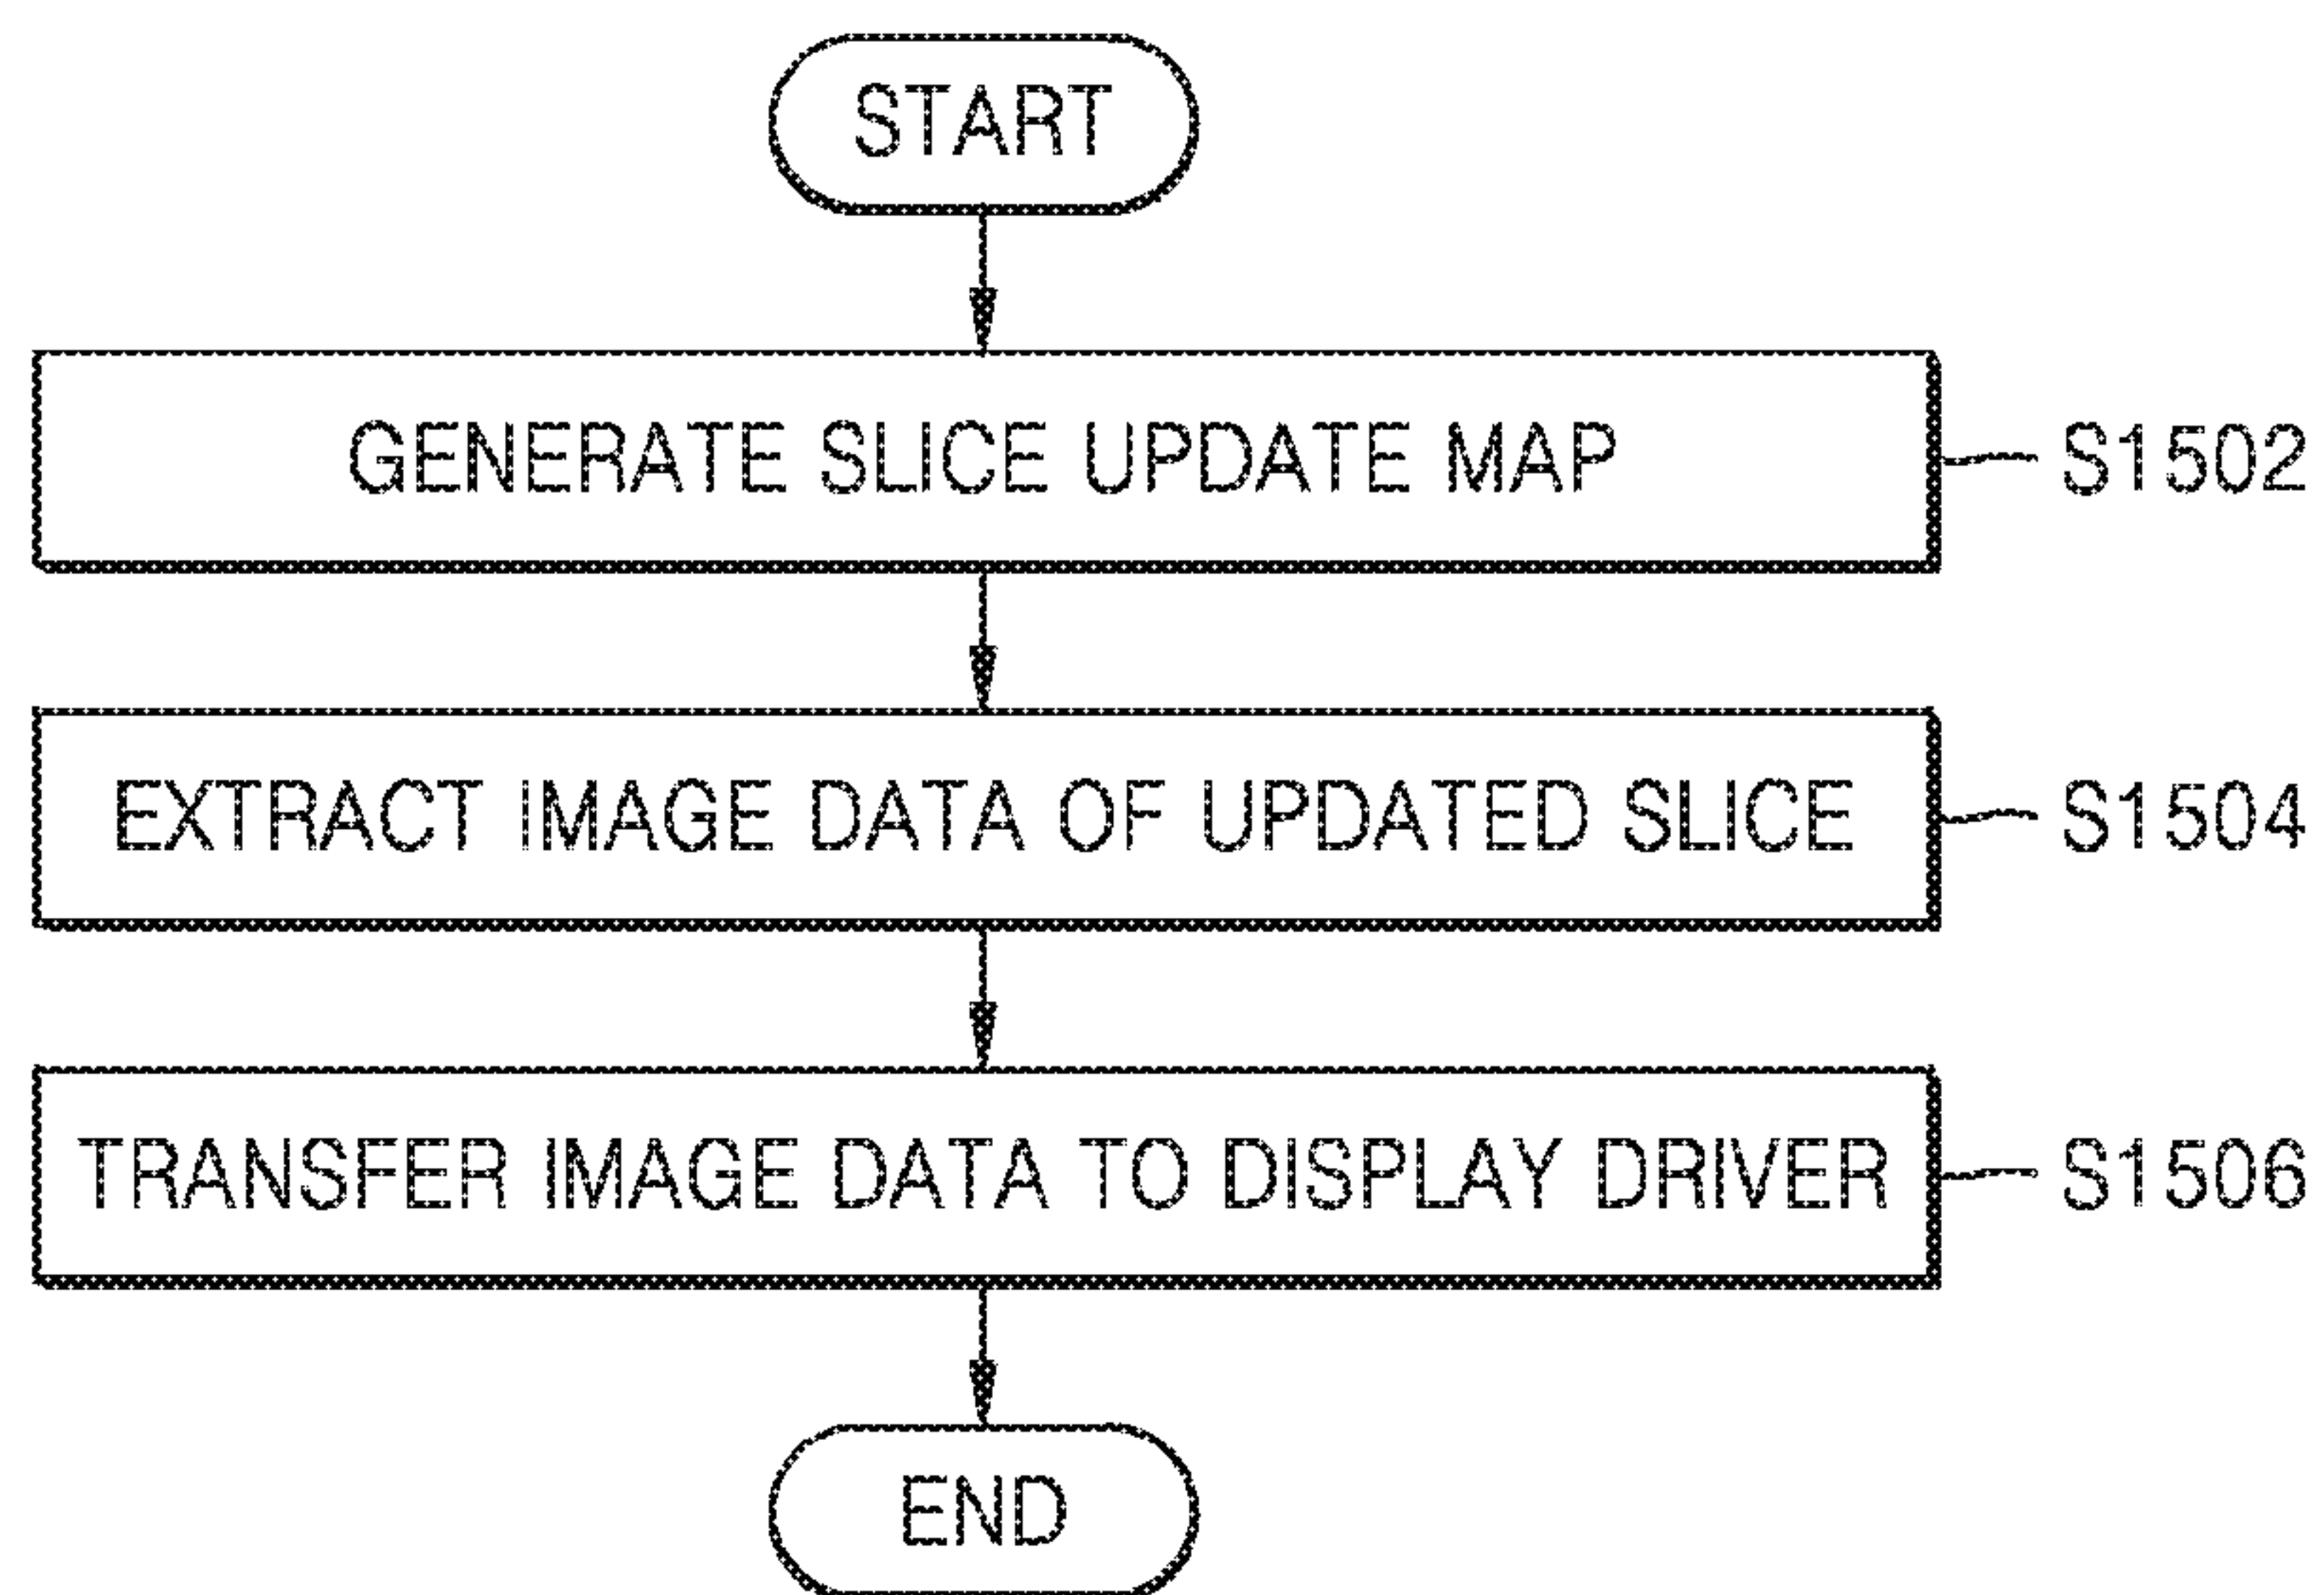 START
GENERATE SLICE UPDATE MAP
S1502
EXTRACT IMAGE DATA OF UPDATED SLICE
S1504
TRANSFER IMAGE DATA TO DISPLAY DRIVER
S1506
END